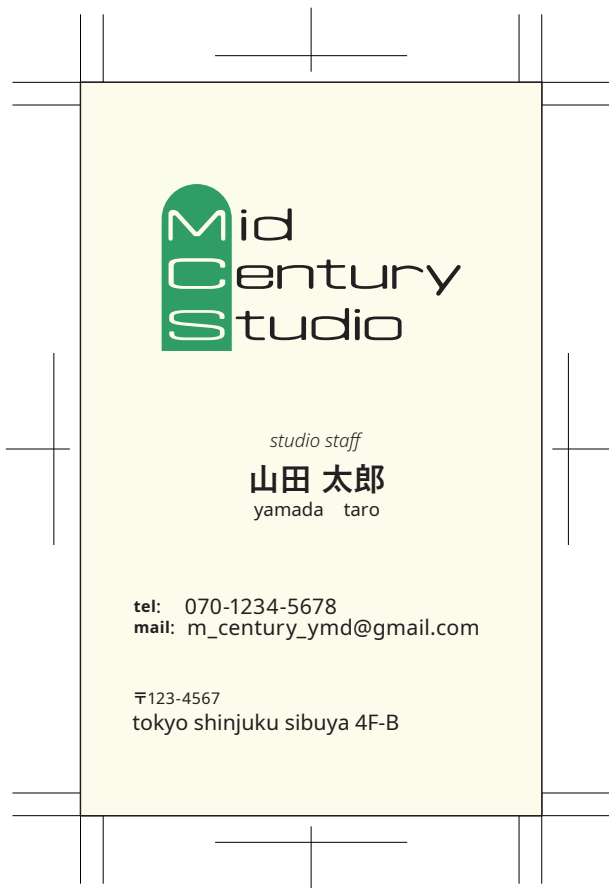 Mid
Century
Studio
studio staff
山田 太郎
yamada　taro
tel:　070-1234-5678
mail:　m_century_ymd@gmail.com
〒123-4567
tokyo shinjuku sibuya 4F-B